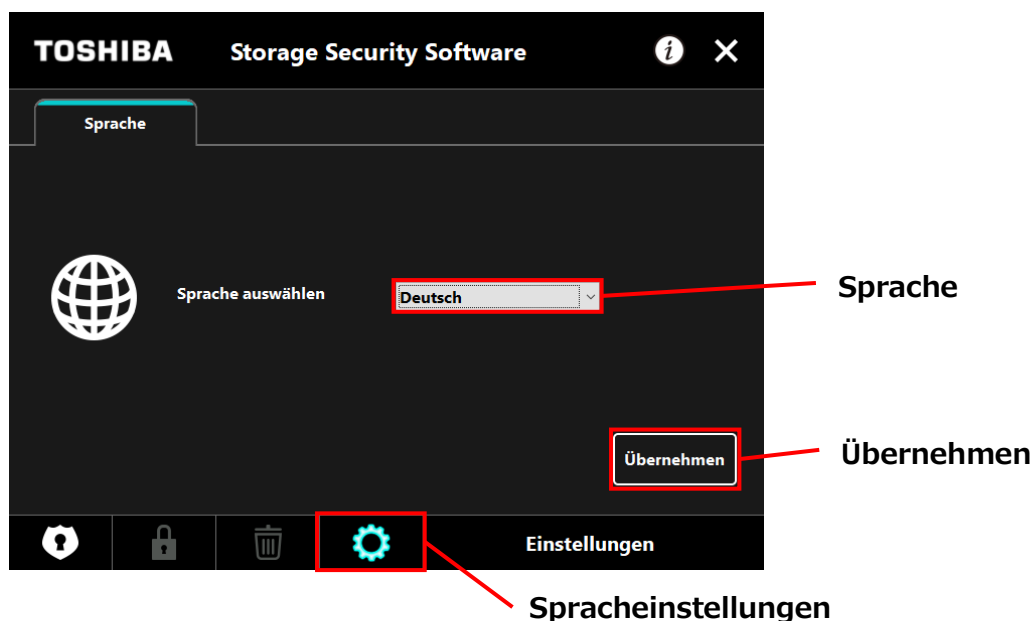 TOSHIBA Storage Security Software i
Sprache
Sprache auswählen Deutsch
Sprache
Übernehmen
Übernehmen
Einstellungen
Spracheinstellungen